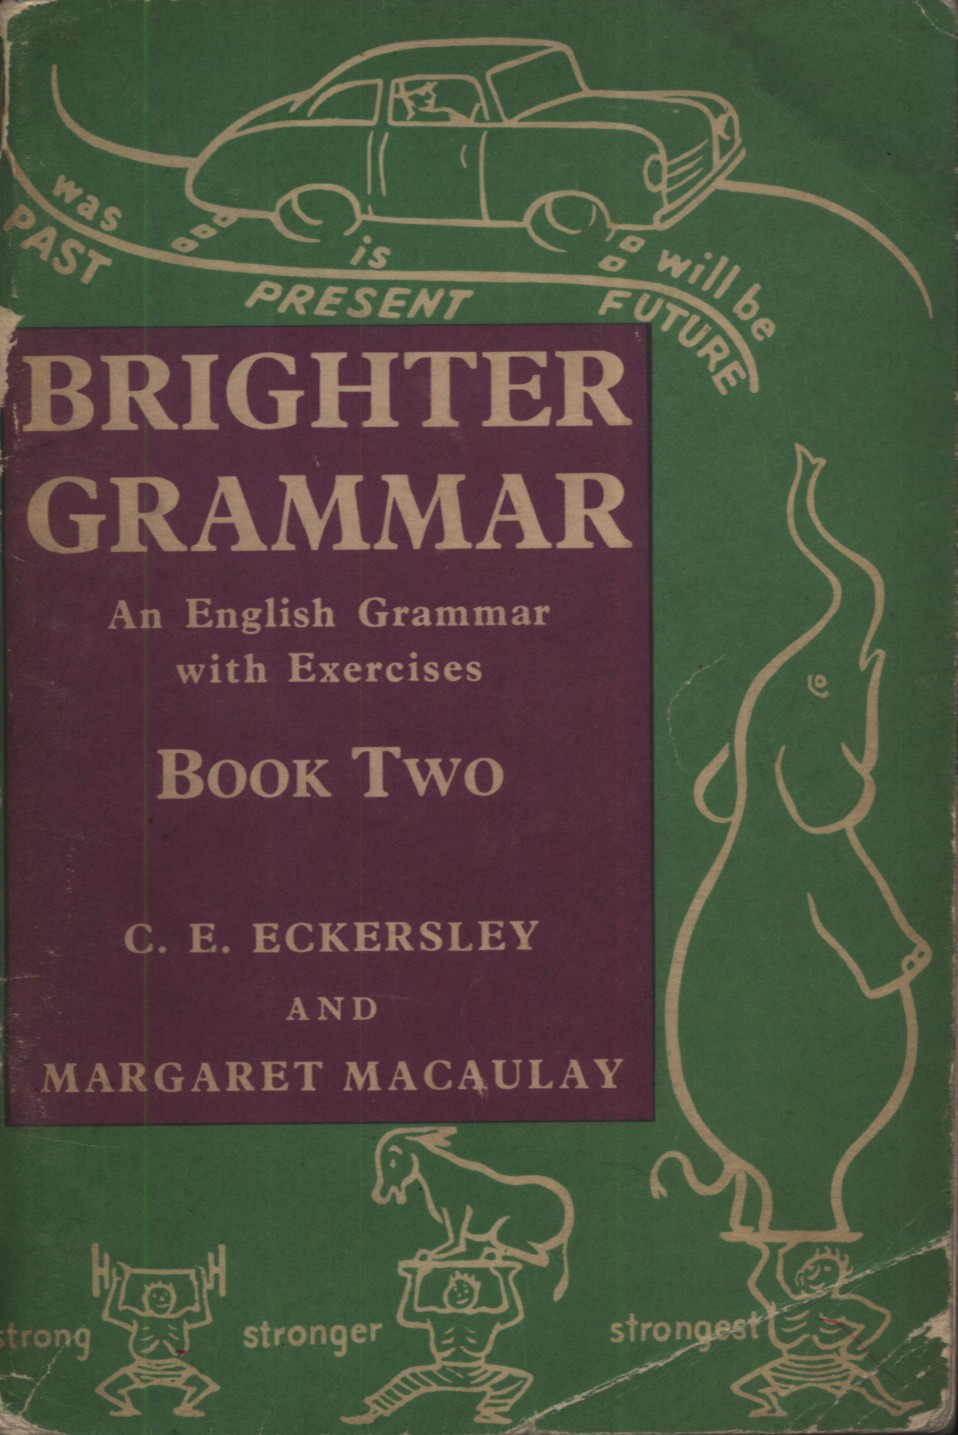 was
PAST
is
PRESENT
will be
FUTURE
BRIGHTER
GRAMMAR
An English Grammar
with Exercises
BOOK TWO
C. E. ECKERSLEY
AND
MARGARET MACAULAY
strong
stronger
strongest